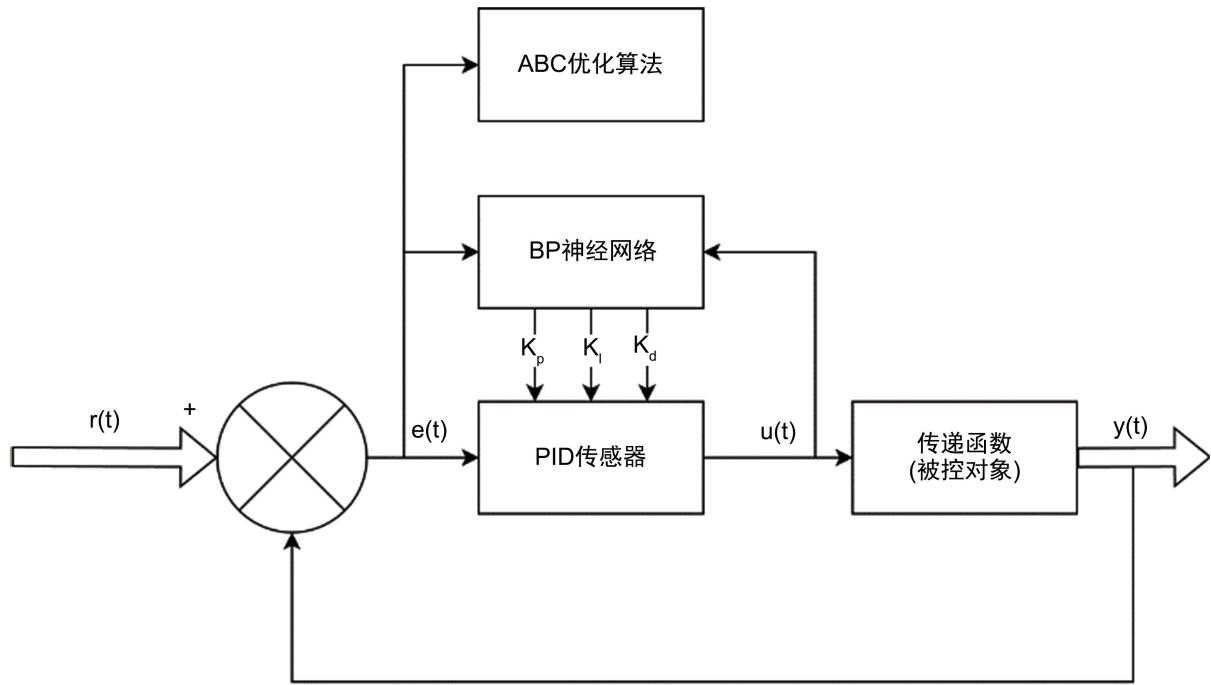 ABC优化算法
BP神经网络
Kp
KI
Kd
r(t)
+
e(t)
PID传感器
u(t)
传递函数
(被控对象)
y(t)